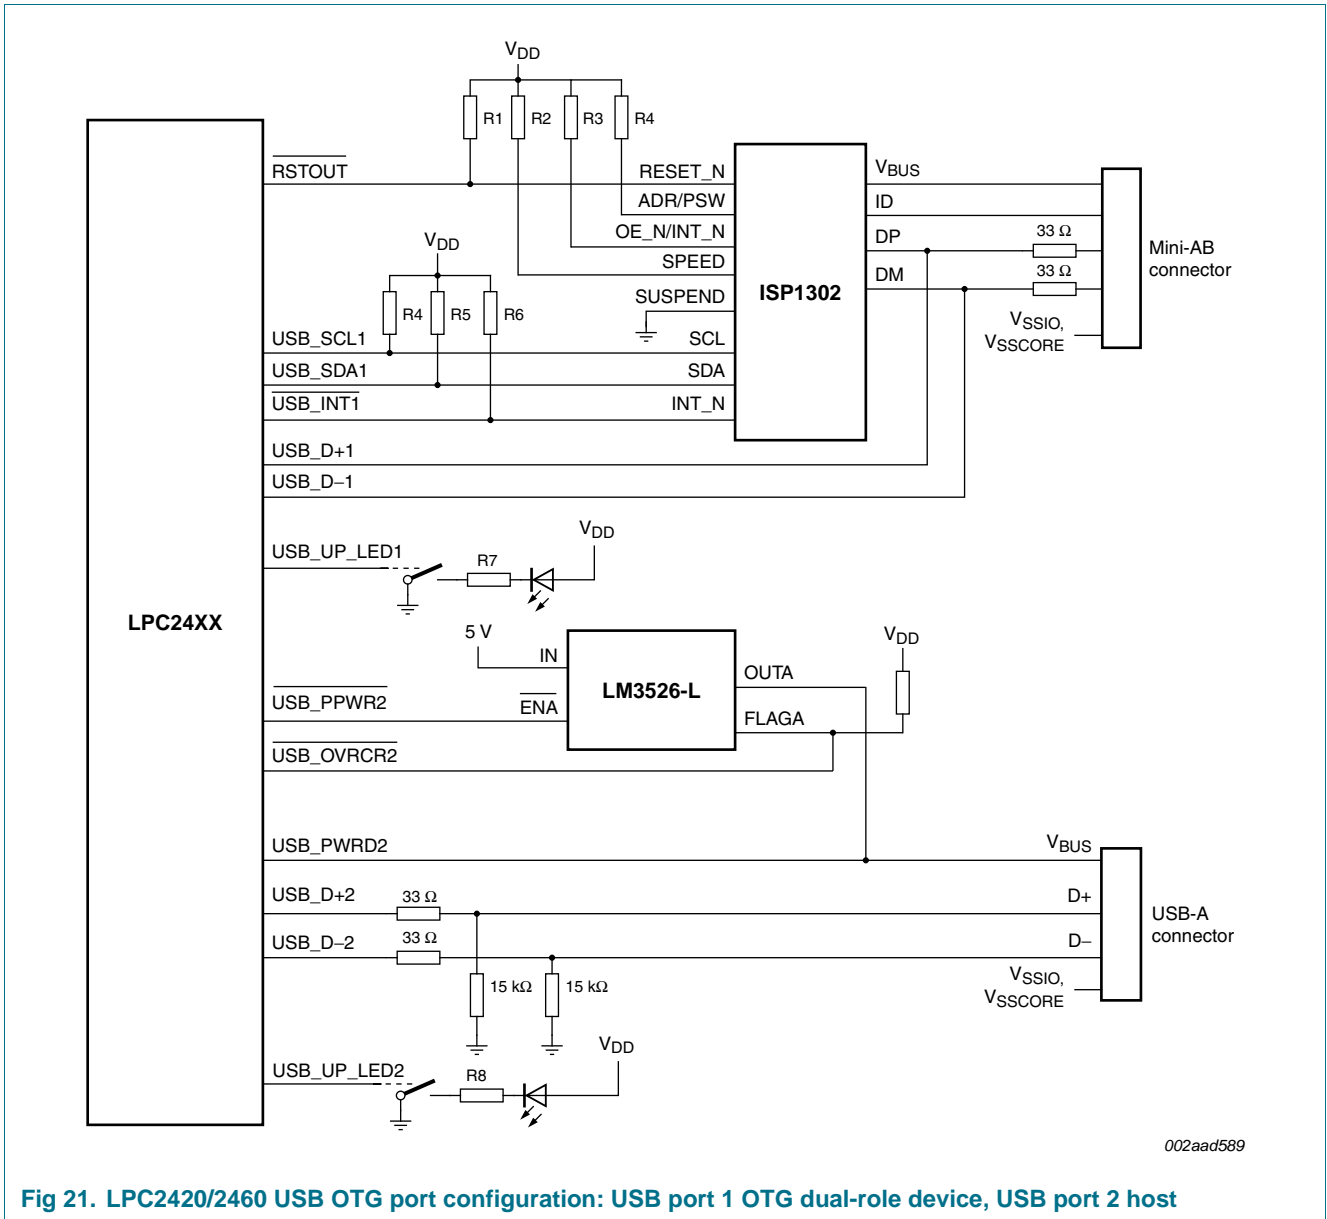 VDD
R1 R2 R3 R4
RSTOUT
RESET_N
ADR/PSW
OE_N/INT_N
SPEED
SUSPEND
VDD
R4 R5 R6
USB_SCL1
SCL
USB_SDA1
SDA
USB_INT1
INT_N
ISP1302
VBUS
ID
DP
33 Ω
DM
33 Ω
VSSIO,
VSSCORE
Mini-AB
connector
USB_D+1
USB_D−1
USB_UP_LED1
R7
VDD
LPC24XX
5 V
IN
USB_PPWR2
ENA
LM3526-L
OUTA
FLAGA
VDD
USB_OVRCR2
USB_PWRD2
VBUS
USB_D+2
33 Ω
D+
USB_D−2
33 Ω
D−
15 kΩ 15 kΩ
VSSIO,
VSSCORE
USB-A
connector
USB_UP_LED2
R8
VDD
002aad589
Fig 21. LPC2420/2460 USB OTG port configuration: USB port 1 OTG dual-role device, USB port 2 host